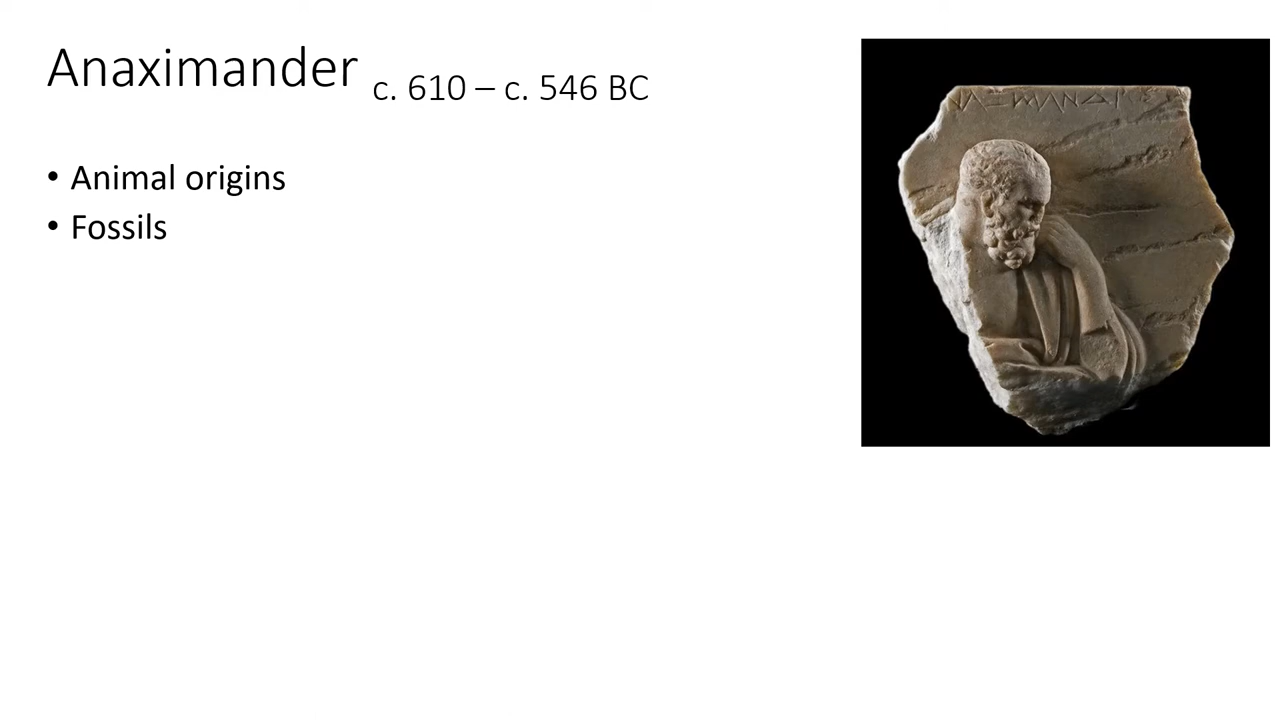 Anaximander c. 610 – c. 546 BC
• Animal origins
• Fossils